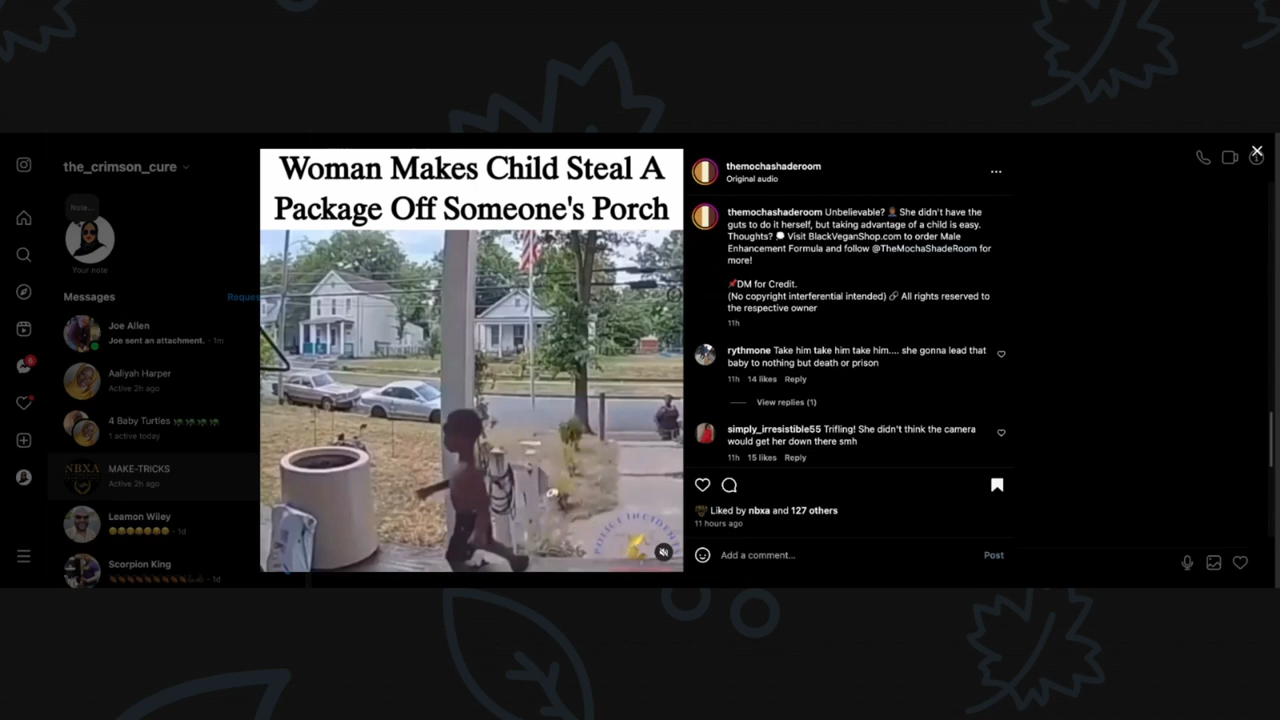 the_crimson_cure
Note...
Your note
Messages
Joe Allen
Joe sent an attachment. · 1m
Aaliyah Harper
Active 2h ago
4 Baby Turtles
1 active today
NBXA
MAKE-TRICKS
Active 2h ago
Leamon Wiley
· 1d
Scorpion King
· 1d
6
Woman Makes Child Steal A
Package Off Someone's Porch
POLICE INCIDENTS
themochashaderoom
Original audio
themochashaderoom Unbelievable? 🤦🏾‍♂️ She didn't have the
guts to do it herself, but taking advantage of a child is easy.
Thoughts? 💭 Visit BlackVeganShop.com to order Male
Enhancement Formula and follow @TheMochaShadeRoom for
more!
📌DM for Credit.
(No copyright interferential intended) 🔗 All rights reserved to
the respective owner
11h
rythmone Take him take him take him.... she gonna lead that
baby to nothing but death or prison
11h 14 likes Reply
View replies (1)
simply_irresistible55 Trifling! She didn't think the camera
would get her down there smh
11h 15 likes Reply
Liked by nbxa and 127 others
11 hours ago
Add a comment...
Post